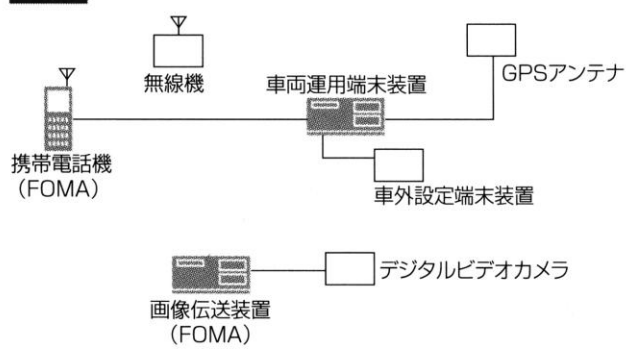 無線機
GPSアンテナ
車両運用端末装置
携帯電話機
（FOMA）
車外設定端末装置
デジタルビデオカメラ
画像伝送装置
（FOMA）